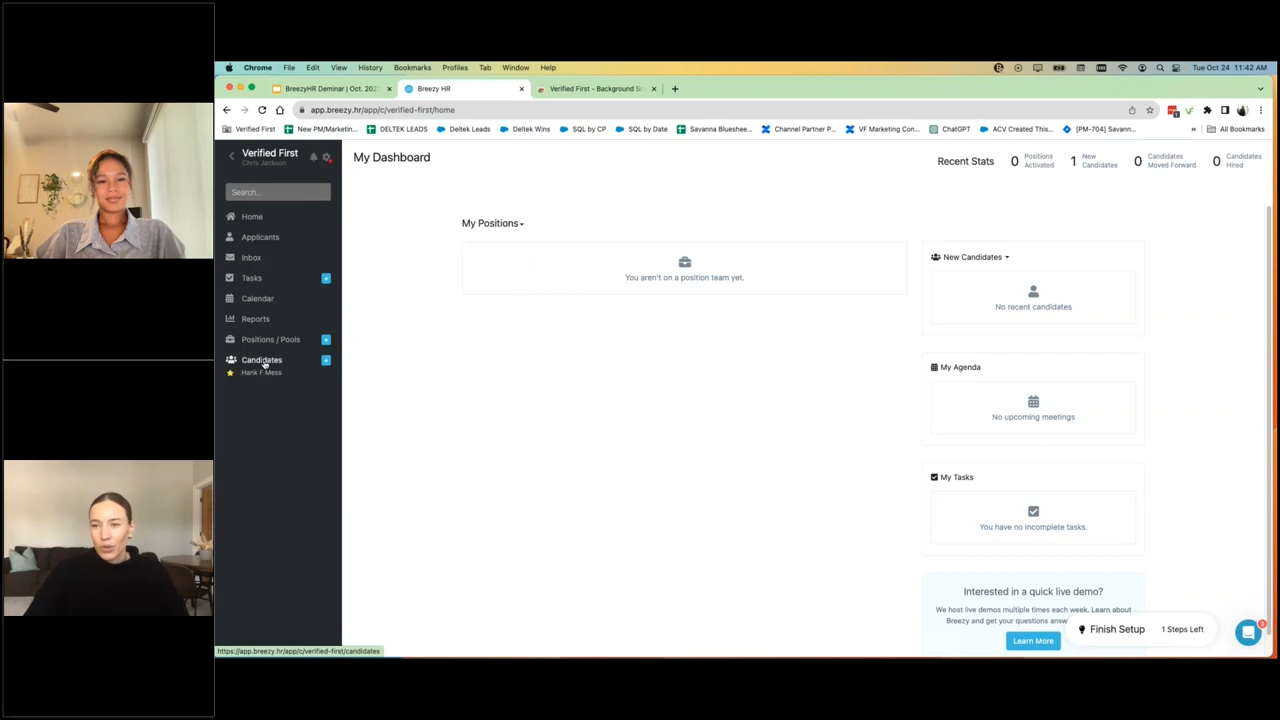 Chrome File Edit View History Bookmarks Profiles Tab Window Help Tue Oct 24 11:42 AM
BreezyHR Deminar | Oct. 202 Breezy HR Verified First - Background S
app.breezy.hr/app/c/verified-first/home
Verified First New PM/Marketin... DELTEK LEADS Deltek Leads Deltek Wins SQL by CP SQL by Date Savanna Blueshee... Channel Partner P... VF Marketing Con... ChatGPT ACV Created This... [PM-704] Savann... » All Bookmarks
Verified First
Chris Jackson
Search...
Home
Applicants
Inbox
Tasks
Calendar
Reports
Positions / Pools
Candidates
Hank F Mess
My Dashboard
Recent Stats
0 Positions Activated
1 New Candidates
0 Candidates Moved Forward
0 Candidates Hired
My Positions
You aren't on a position team yet.
New Candidates
No recent candidates
My Agenda
No upcoming meetings
My Tasks
You have no incomplete tasks.
Interested in a quick live demo?
We host live demos multiple times each week. Learn about
Breezy and get your questions answ
Learn More
Finish Setup 1 Steps Left
3
https://app.breezy.hr/app/c/verified-first/candidates